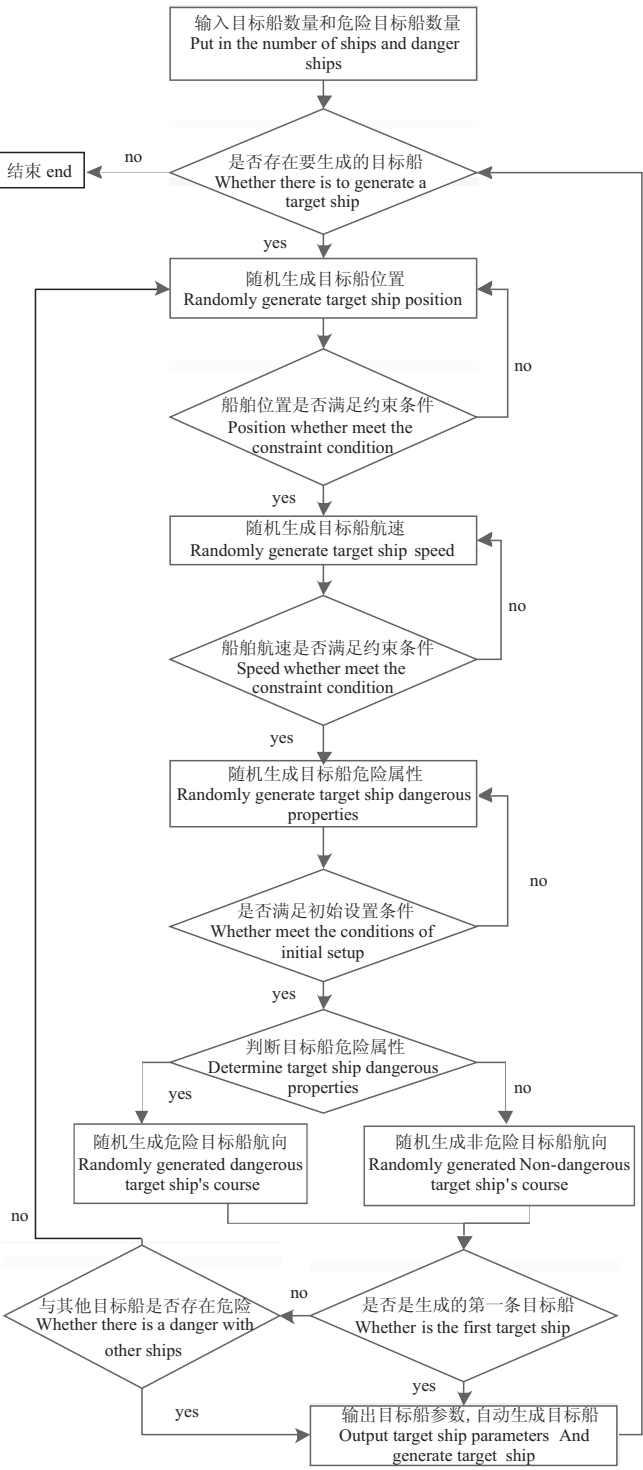 输入目标船数量和危险目标船数量
Put in the number of ships and danger
ships
是否存在要生成的目标船
Whether there is to generate a
target ship
no
结束 end
yes
随机生成目标船位置
Randomly generate target ship position
no
船舶位置是否满足约束条件
Position whether meet the
constraint condition
yes
随机生成目标船航速
Randomly generate target ship speed
no
船舶航速是否满足约束条件
Speed whether meet the
constraint condition
yes
随机生成目标船危险属性
Randomly generate target ship dangerous
properties
no
是否满足初始设置条件
Whether meet the conditions of
initial setup
yes
判断目标船危险属性
Determine target ship dangerous
properties
yes
no
随机生成危险目标船航向
Randomly generated dangerous
target ship's course
随机生成非危险目标船航向
Randomly generated Non-dangerous
target ship's course
no
与其他目标船是否存在危险
Whether there is a danger with
other ships
no
是否是生成的第一条目标船
Whether is the first target ship
yes
yes
输出目标船参数, 自动生成目标船
Output target ship parameters And
generate target ship